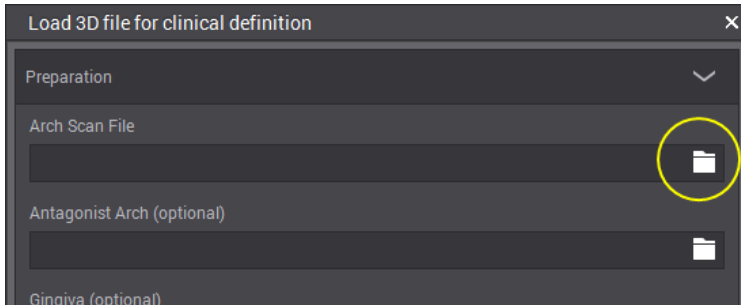 Load 3D file for clinical definition
Preparation
Arch Scan File
Antagonist Arch (optional)
Gingiva (optional)